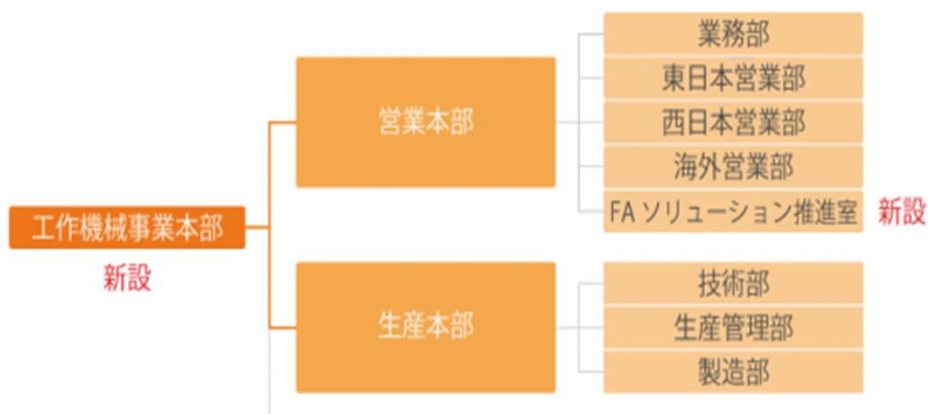 工作機械事業本部
新設
営業本部
業務部
東日本営業部
西日本営業部
海外営業部
FA ソリューション推進室 新設
生産本部
技術部
生産管理部
製造部